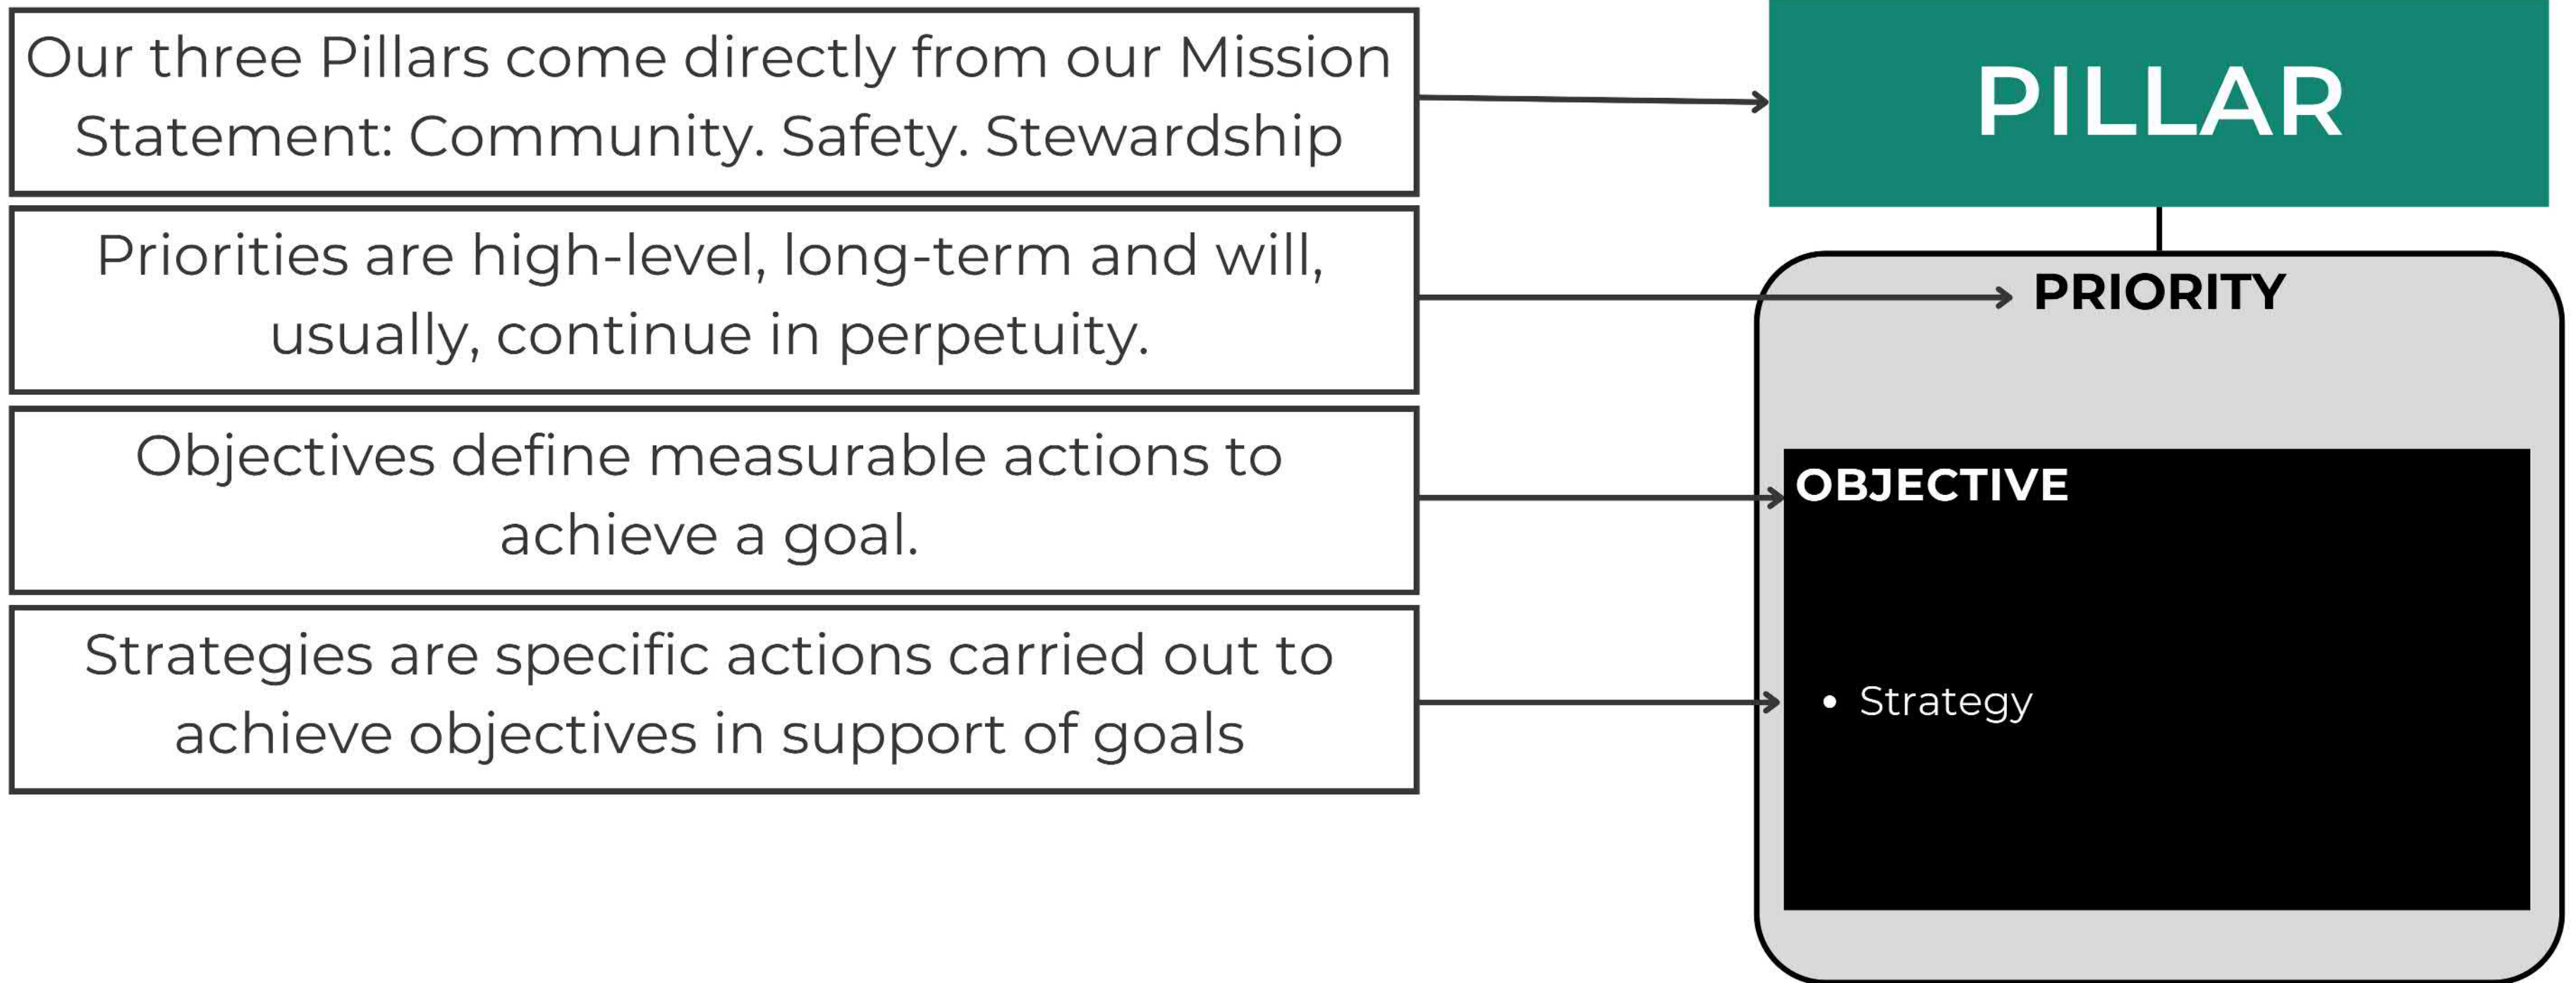 Our three Pillars come directly from our Mission
Statement: Community. Safety. Stewardship
PILLAR
Priorities are high-level, long-term and will,
usually, continue in perpetuity.
PRIORITY
Objectives define measurable actions to
achieve a goal.
OBJECTIVE
Strategies are specific actions carried out to
achieve objectives in support of goals
• Strategy